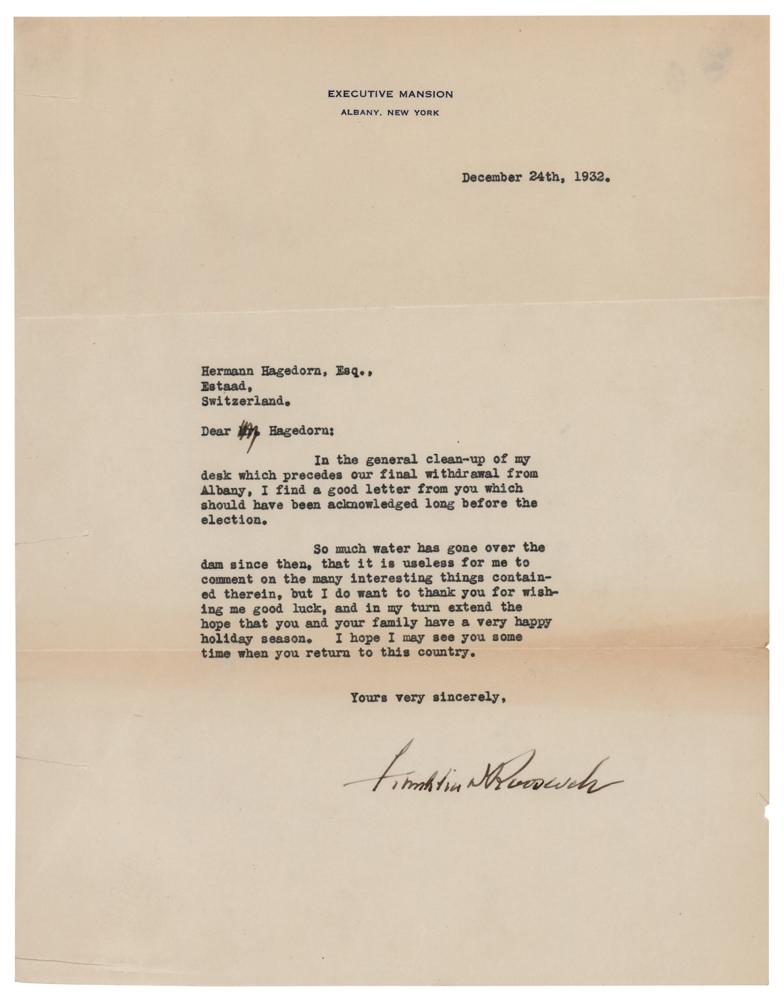 EXECUTIVE MANSION
ALBANY, NEW YORK
December 24th, 1932.
Hermann Hagedorn, Esq.,
Estaad,
Switzerland.
Dear Mr. Hagedorn:
In the general clean-up of my
desk which precedes our final withdrawal from
Albany, I find a good letter from you which
should have been acknowledged long before the
election.
So much water has gone over the
dam since then, that it is useless for me to
comment on the many interesting things contain-
ed therein, but I do want to thank you for wish-
ing me good luck, and in my turn extend the
hope that you and your family have a very happy
holiday season. I hope I may see you some
time when you return to this country.
Yours very sincerely,
Franklin D Roosevelt